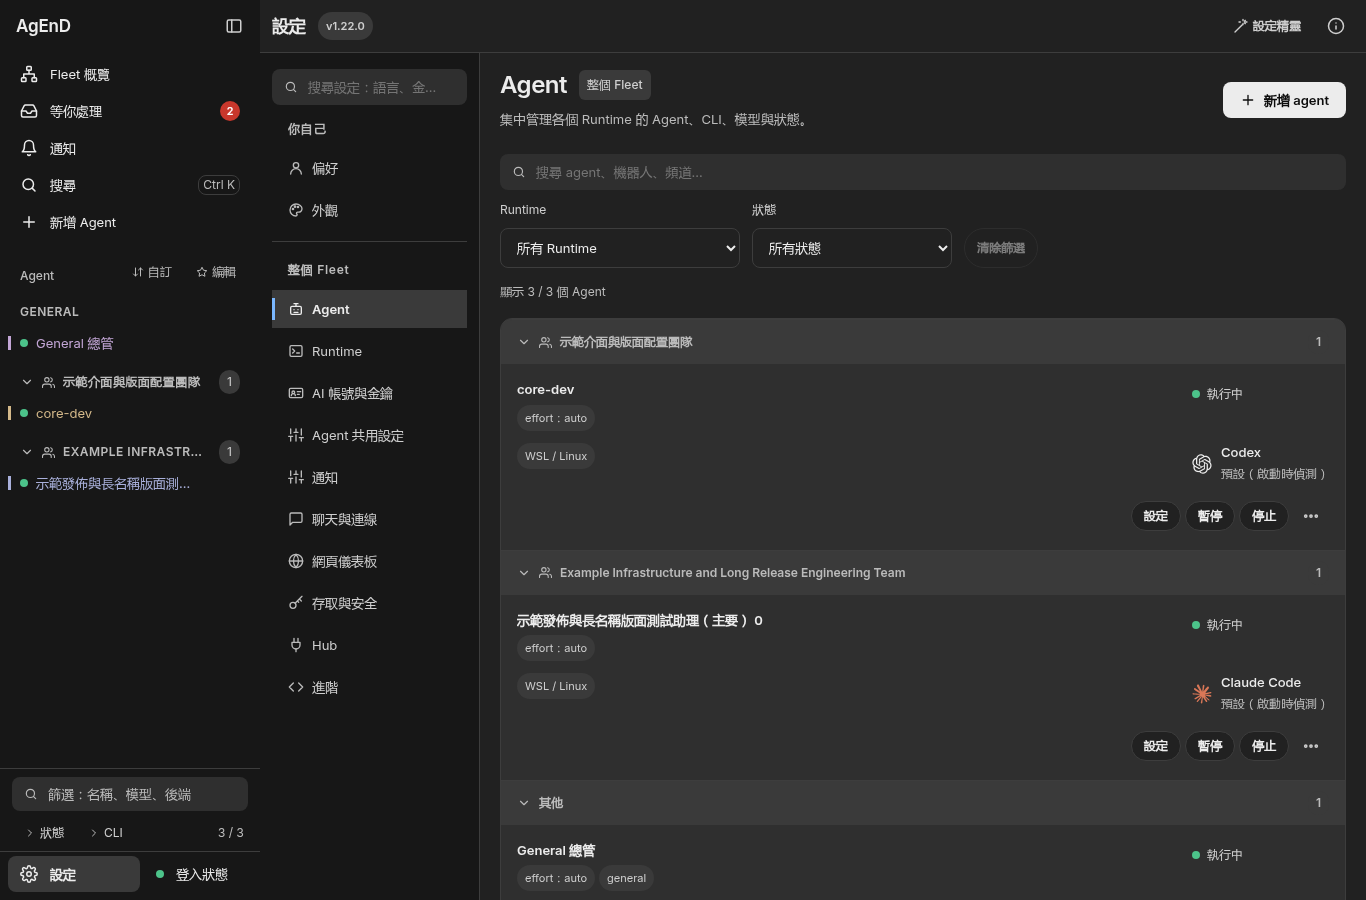 AgEnD
Fleet 概覽
等你處理 2
通知
搜尋 Ctrl K
新增 Agent
Agent 自訂 編輯
GENERAL
General 總管
示範介面與版面配置團隊 1
core-dev
EXAMPLE INFRASTR... 1
示範發佈與長名稱版面測...
篩選：名稱、模型、後端
狀態 CLI 3 / 3
設定 登入狀態
設定 v1.22.0
設定精靈
搜尋設定：語言、金...
你自己
偏好
外觀
整個 Fleet
Agent
Runtime
AI 帳號與金鑰
Agent 共用設定
通知
聊天與連線
網頁儀表板
存取與安全
Hub
進階
Agent 整個 Fleet
集中管理各個 Runtime 的 Agent、CLI、模型與狀態。
新增 agent
搜尋 agent、機器人、頻道...
Runtime 狀態
所有 Runtime 所有狀態 清除篩選
顯示 3 / 3 個 Agent
示範介面與版面配置團隊 1
core-dev
執行中
effort：auto
WSL / Linux
Codex
預設（啟動時偵測）
設定 暫停 停止
Example Infrastructure and Long Release Engineering Team 1
示範發佈與長名稱版面測試助理（主要）0
執行中
effort：auto
WSL / Linux
Claude Code
預設（啟動時偵測）
設定 暫停 停止
其他 1
General 總管
執行中
effort：auto general